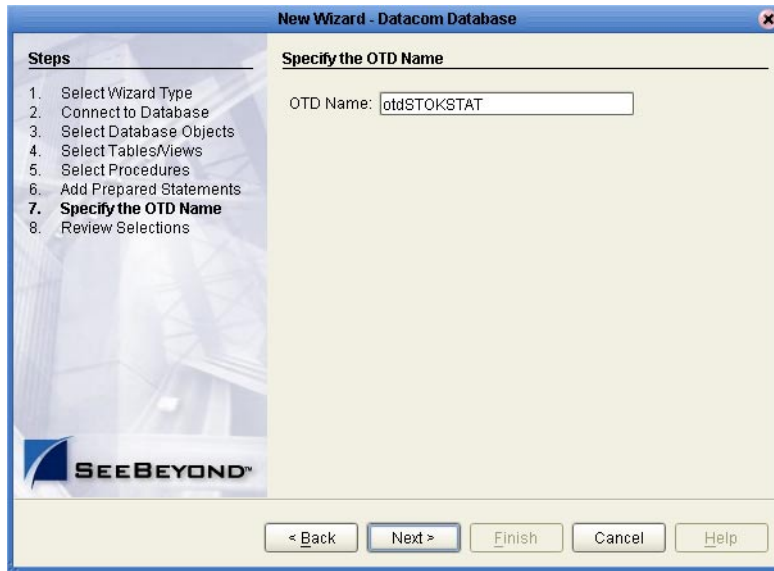 New Wizard - Datacom Database
Steps
1. Select Wizard Type
2. Connect to Database
3. Select Database Objects
4. Select Tables/Views
5. Select Procedures
6. Add Prepared Statements
7. Specify the OTD Name
8. Review Selections
SEEBEYOND™
Specify the OTD Name
OTD Name: otdSTOKSTAT
< Back Next > Finish Cancel Help